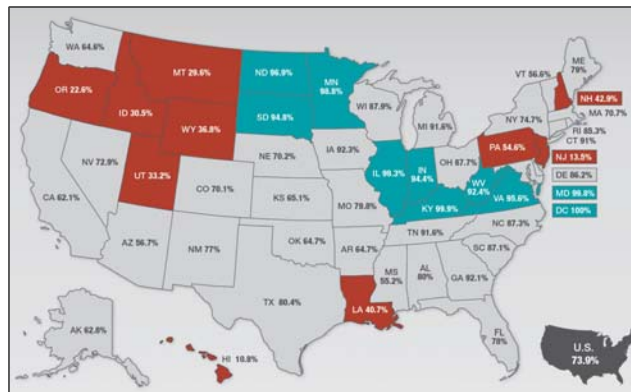 WA 64.6%
OR 22.6%
MT 29.6%
ID 30.5%
WY 36.8%
ND 96.9%
MN
98.8%
SD 94.8%
WI 87.9%
MI 91.6%
VT 56.6%
ME
79%
NH 42.9%
MA 70.7%
NY 74.7%
RI 85.3%
CT 91%
PA 54.6%
NJ 13.5%
DE 86.2%
MD 99.8%
DC 100%
NV 72.9%
UT 33.2%
CA 62.1%
CO 70.1%
NE 70.2%
IA 92.3%
IL 99.3%
IN
94.4%
OH 87.7%
WV
92.4%
VA 95.6%
KY 99.9%
KS 65.1%
MO 79.8%
NC 87.3%
TN 91.6%
SC 87.1%
AZ 56.7%
NM 77%
OK 64.7%
AR 64.7%
MS
55.2%
AL
80%
GA 92.1%
TX 80.4%
LA 40.7%
FL
78%
AK 62.8%
HI 10.8%
U.S.
73.9%